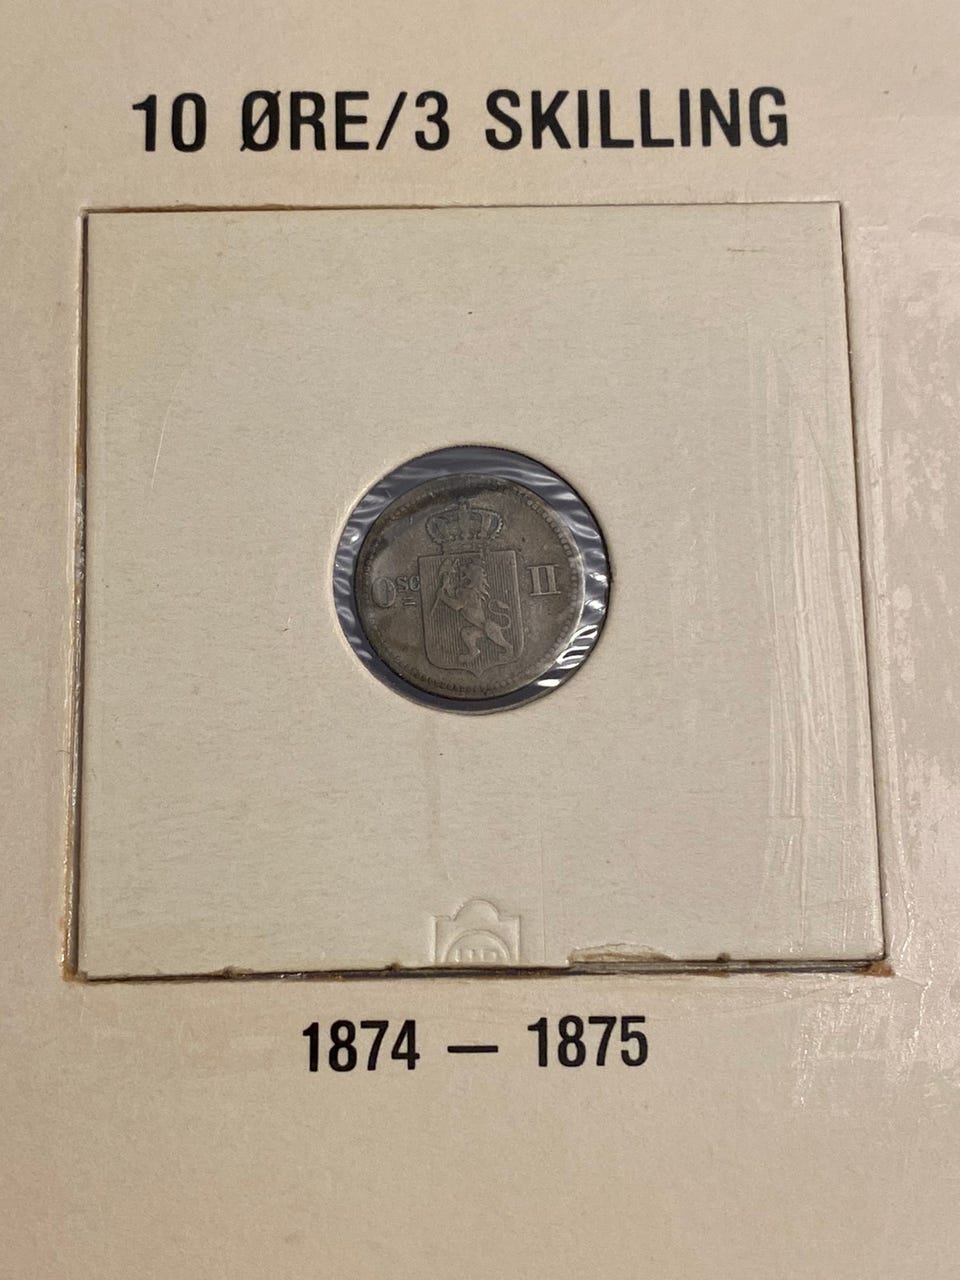 10 ØRE/3 SKILLING
Osc II
1874 — 1875